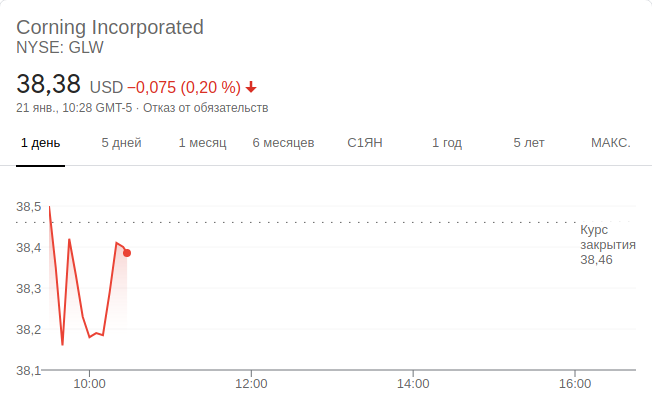 Corning Incorporated
NYSE: GLW
38,38 USD −0,075 (0,20 %)
21 янв., 10:28 GMT-5 · Отказ от обязательств
1 день 5 дней 1 месяц 6 месяцев С1ЯН 1 год 5 лет МАКС.
38,5
Курс
закрытия
38,46
38,4
38,3
38,2
38,1
10:00 12:00 14:00 16:00